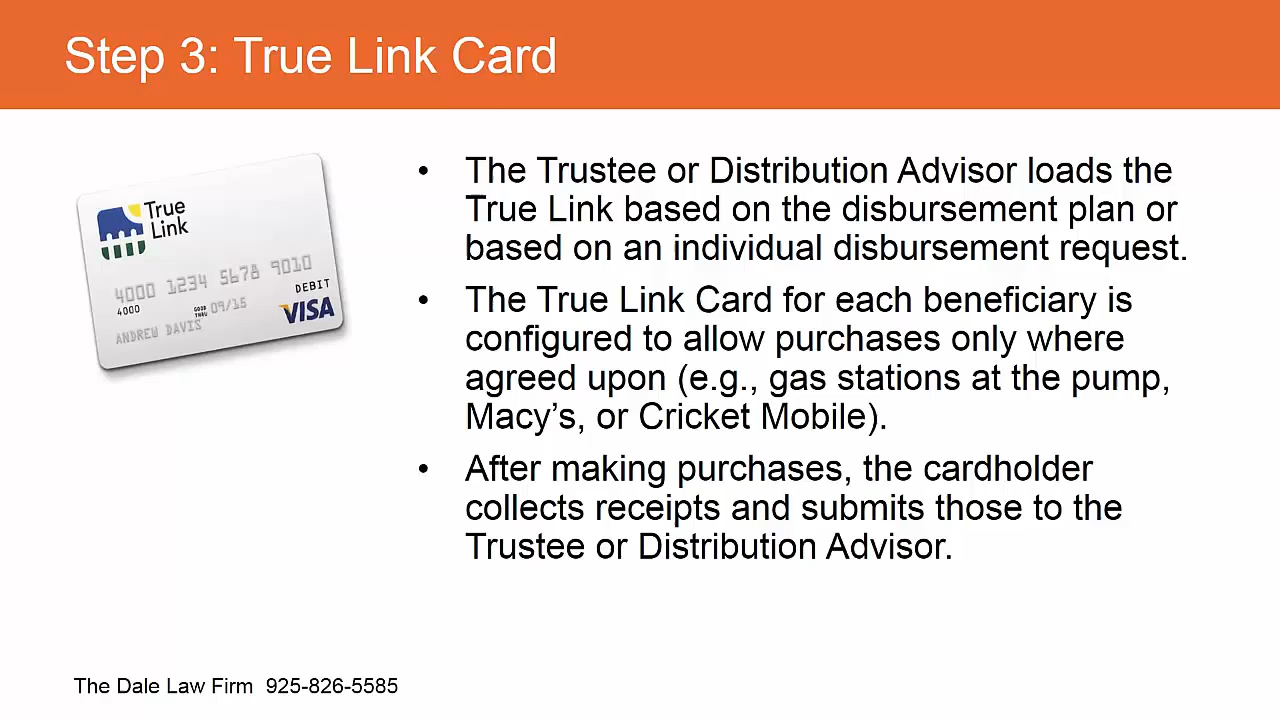 Step 3: True Link Card
True
Link
4000 1234 5678 9010
4000
GOOD
THRU
09/15
DEBIT
ANDREW DAVIS
VISA
• The Trustee or Distribution Advisor loads the
True Link based on the disbursement plan or
based on an individual disbursement request.
• The True Link Card for each beneficiary is
configured to allow purchases only where
agreed upon (e.g., gas stations at the pump,
Macy’s, or Cricket Mobile).
• After making purchases, the cardholder
collects receipts and submits those to the
Trustee or Distribution Advisor.
The Dale Law Firm 925-826-5585